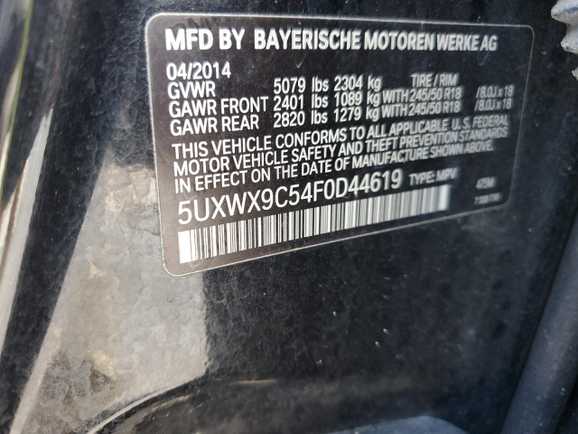 MFD BY BAYERISCHE MOTOREN WERKE AG
04/2014
GVWR 5079 lbs 2304 kg TIRE / RIM
GAWR FRONT 2401 lbs 1089 kg WITH 245/50 R18 / 8.0J x 18
GAWR REAR 2820 lbs 1279 kg WITH 245/50 R18 / 8.0J x 18
THIS VEHICLE CONFORMS TO ALL APPLICABLE U.S. FEDERAL
MOTOR VEHICLE SAFETY AND THEFT PREVENTION STANDARDS
IN EFFECT ON THE DATE OF MANUFACTURE SHOWN ABOVE.
5UXWX9C54F0D44619 TYPE: MPV